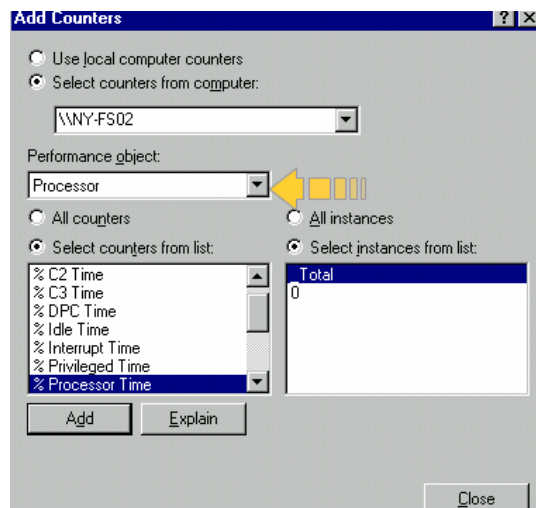 Add Counters
Use local computer counters
Select counters from computer:
\\NY-FS02
Performance object:
Processor
All counters
All instances
Select counters from list:
Select instances from list:
% C2 Time
% C3 Time
% DPC Time
% Idle Time
% Interrupt Time
% Privileged Time
% Processor Time
_Total
0
Add
Explain
Close